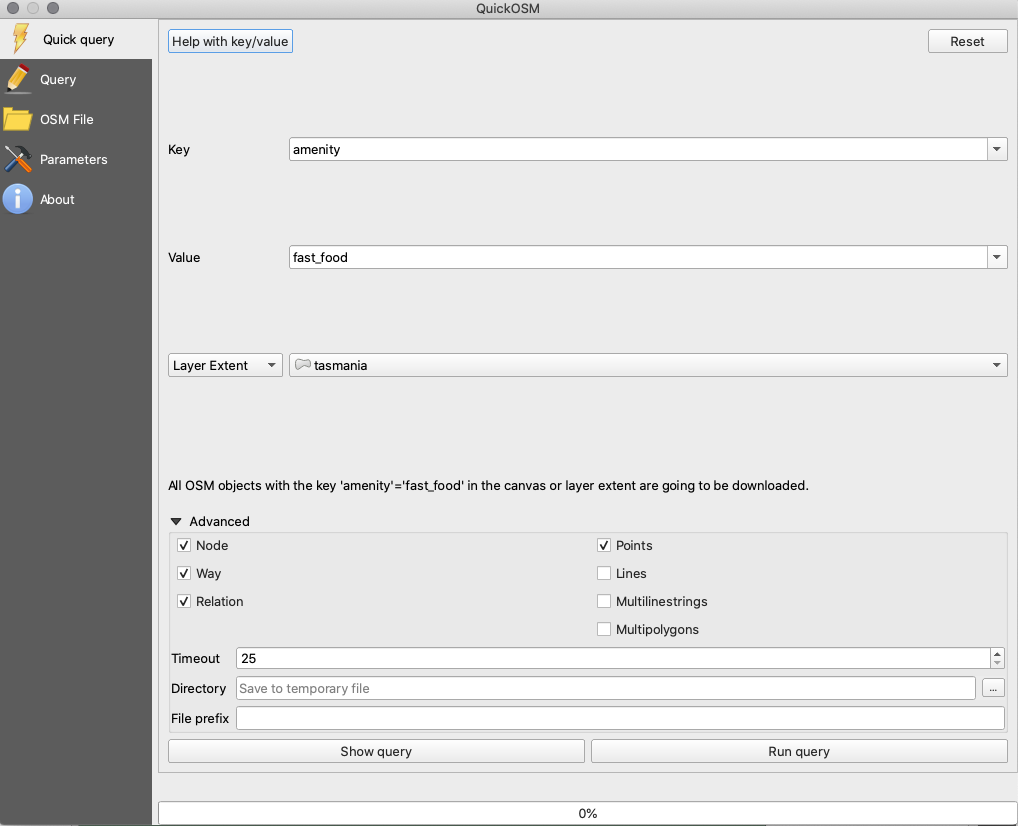 QuickOSM
Quick query
Query
OSM File
Parameters
About
Help with key/value
Reset
Key
amenity
Value
fast_food
Layer Extent
tasmania
All OSM objects with the key 'amenity'='fast_food' in the canvas or layer extent are going to be downloaded.
Advanced
Node
Points
Way
Lines
Relation
Multilinestrings
Multipolygons
Timeout
25
Directory
Save to temporary file
...
File prefix
Show query
Run query
0%